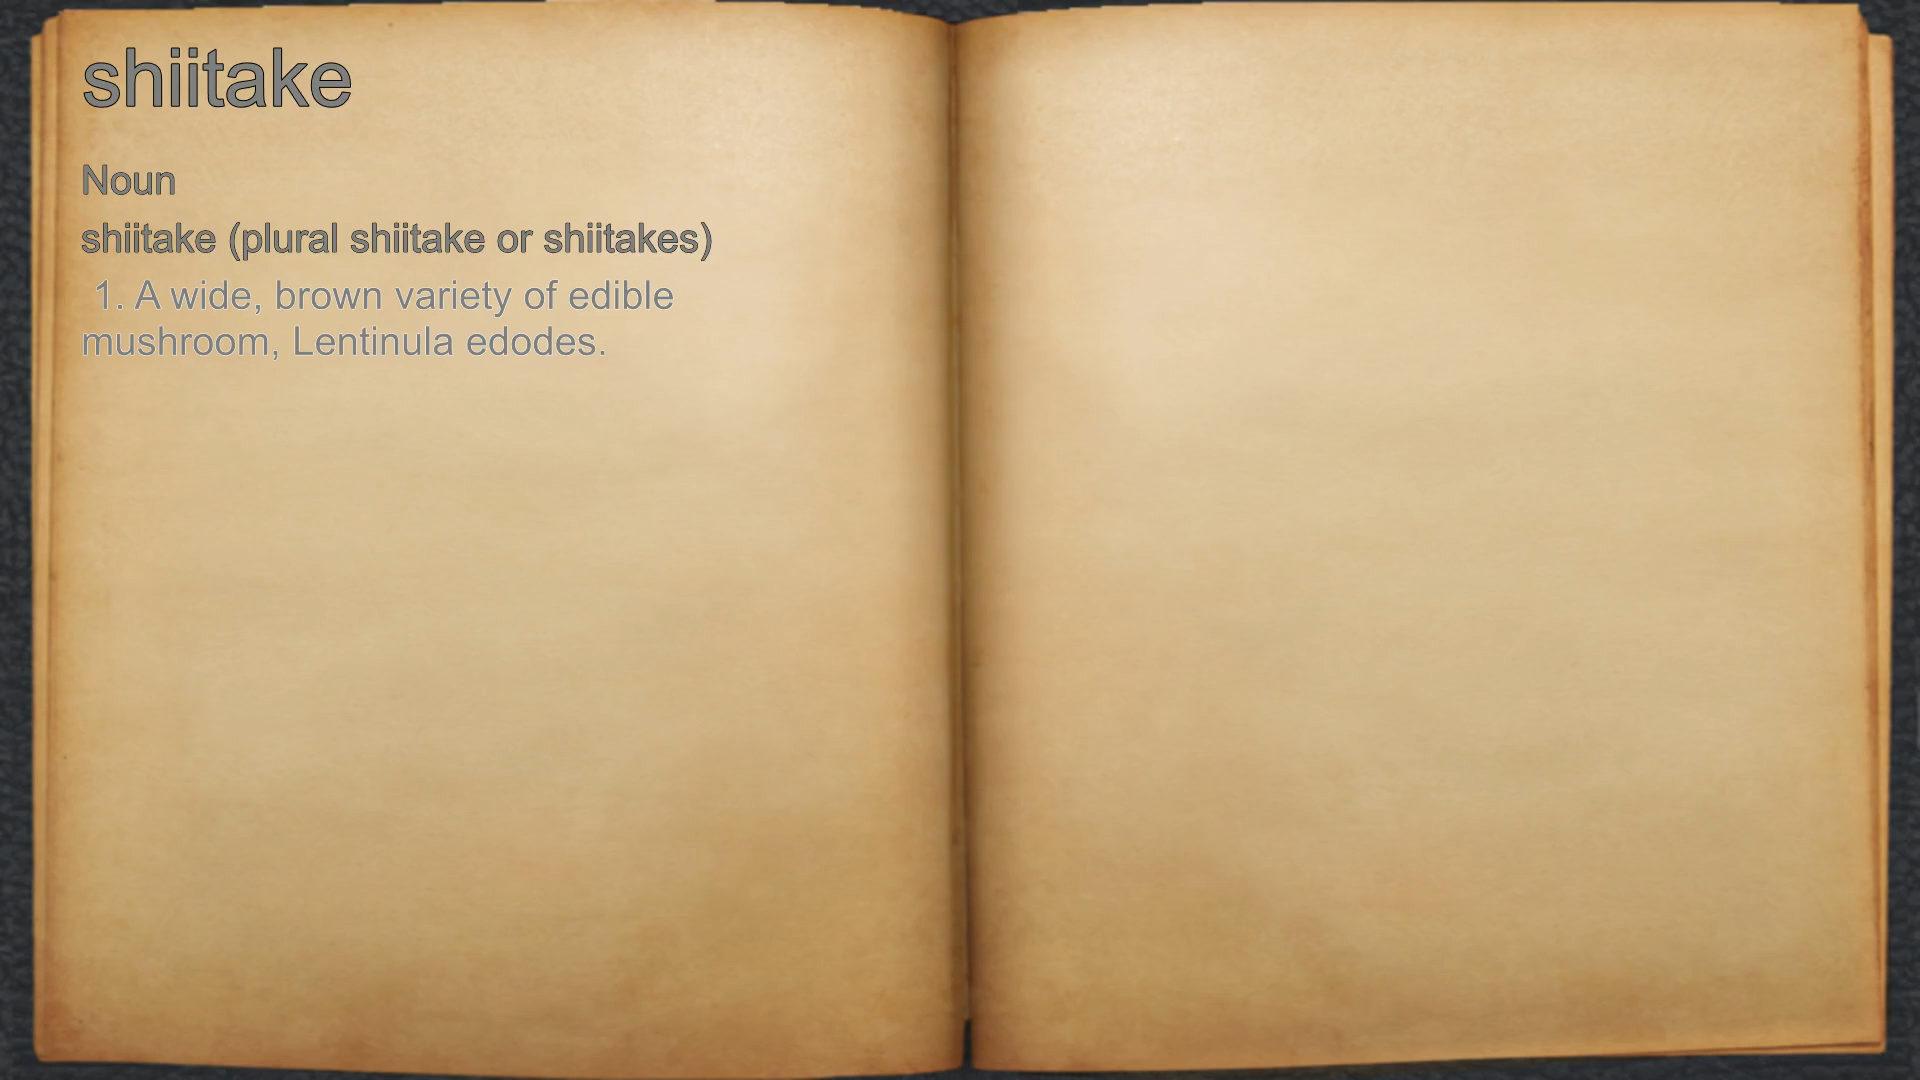 shiitake
Noun
shiitake (plural shiitake or shiitakes)
1. A wide, brown variety of edible
mushroom, Lentinula edodes.